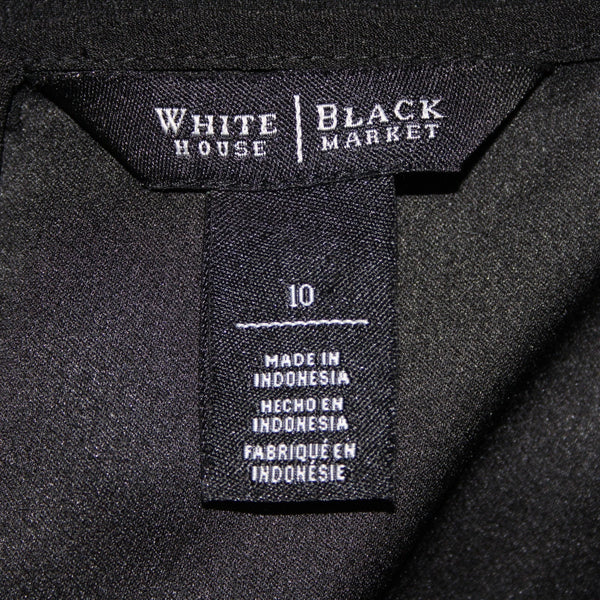 WHITE HOUSE | BLACK MARKET
10
MADE IN
INDONESIA
HECHO EN
INDONESIA
FABRIQUÉ EN
INDONÉSIE